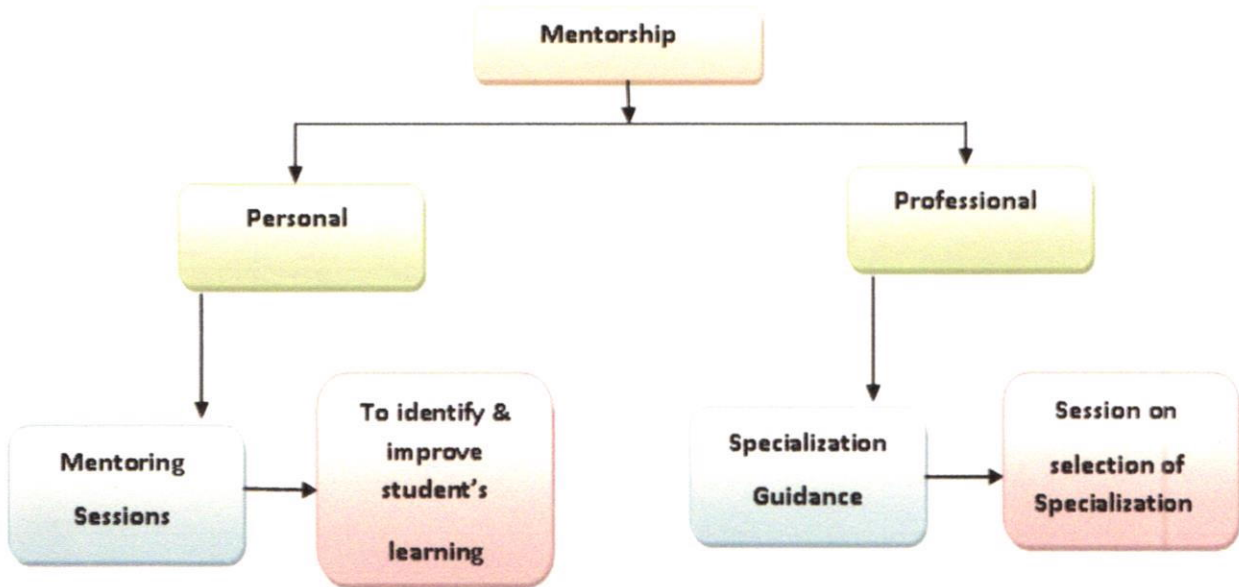 Mentorship
Personal
Professional
Mentoring
Sessions
To identify &
improve
student's
learning
Specialization
Guidance
Session on
selection of
Specialization